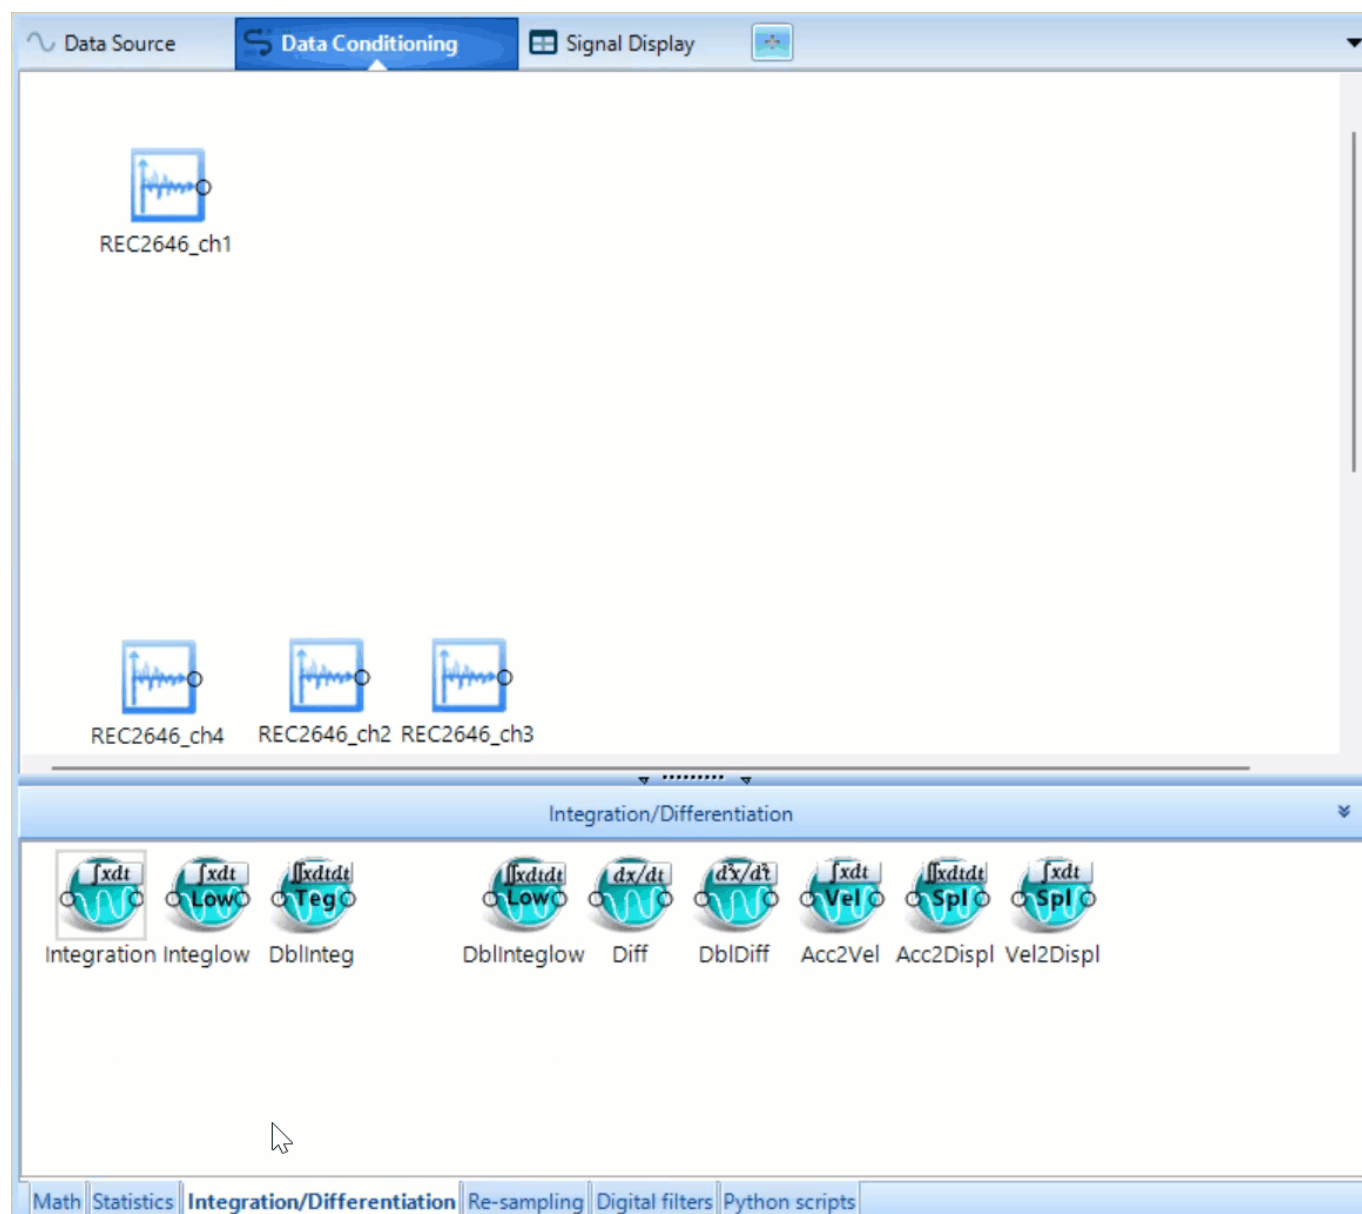 Data Source Data Conditioning Signal Display
REC2646_ch1
REC2646_ch4 REC2646_ch2 REC2646_ch3
Integration/Differentiation
∫xdt ∫xdt ∬xdtdt ∬xdtdt dx/dt d²x/dt² ∫xdt ∬xdtdt ∫xdt
Low Teg Low Vel Spl Spl
Integration Integlow DblInteg DblInteglow Diff DblDiff Acc2Vel Acc2Displ Vel2Displ
Math Statistics Integration/Differentiation Re-sampling Digital filters Python scripts